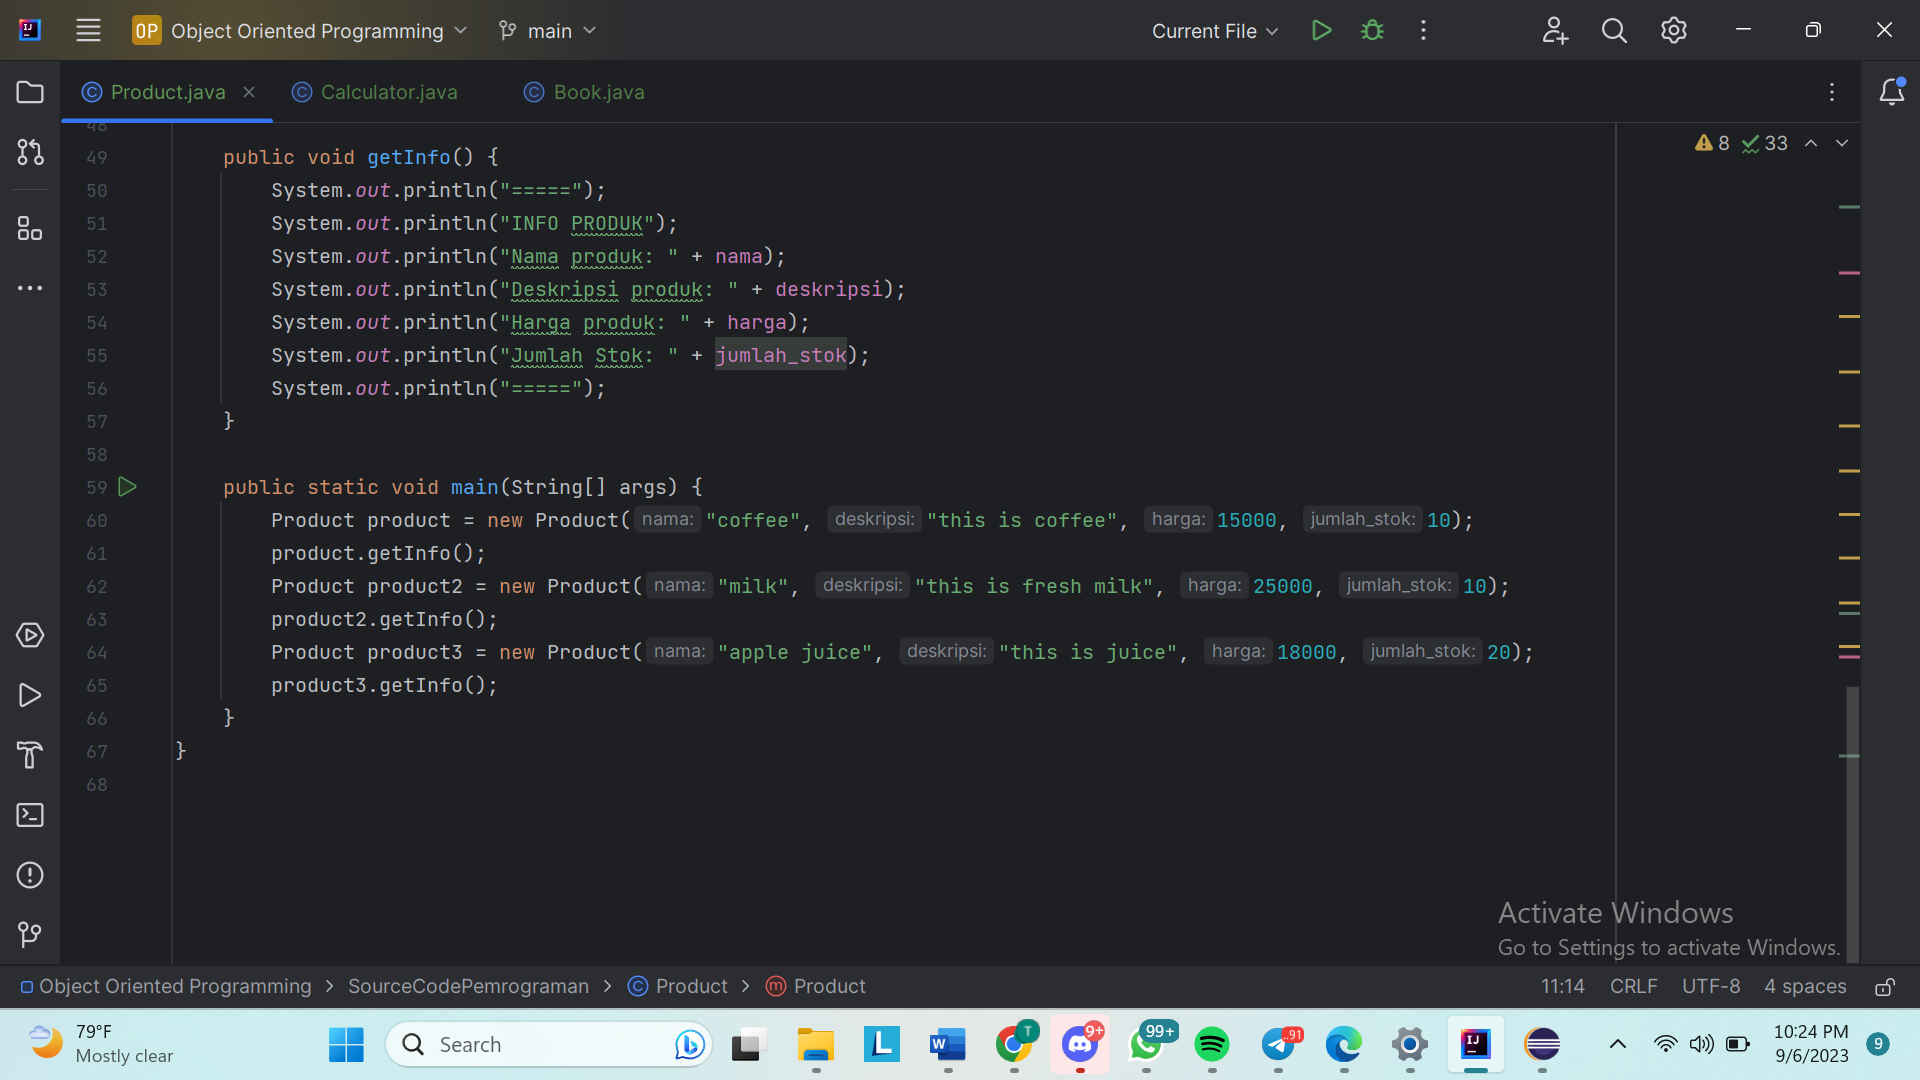 OP Object Oriented Programming main Current File
Product.java Calculator.java Book.java
48
8 33
49 public void getInfo() {
50 System.out.println("=====");
51 System.out.println("INFO PRODUK");
52 System.out.println("Nama produk: " + nama);
53 System.out.println("Deskripsi produk: " + deskripsi);
54 System.out.println("Harga produk: " + harga);
55 System.out.println("Jumlah Stok: " + jumlah_stok);
56 System.out.println("=====");
57 }
58
59 public static void main(String[] args) {
60 Product product = new Product( nama: "coffee", deskripsi: "this is coffee", harga: 15000, jumlah_stok: 10);
61 product.getInfo();
62 Product product2 = new Product( nama: "milk", deskripsi: "this is fresh milk", harga: 25000, jumlah_stok: 10);
63 product2.getInfo();
64 Product product3 = new Product( nama: "apple juice", deskripsi: "this is juice", harga: 18000, jumlah_stok: 20);
65 product3.getInfo();
66 }
67 }
68
Activate Windows
Go to Settings to activate Windows.
Object Oriented Programming > SourceCodePemrograman > Product > Product 11:14 CRLF UTF-8 4 spaces
79°F
Mostly clear
Search
T 9+ 99+ ..91
10:24 PM
9/6/2023
9